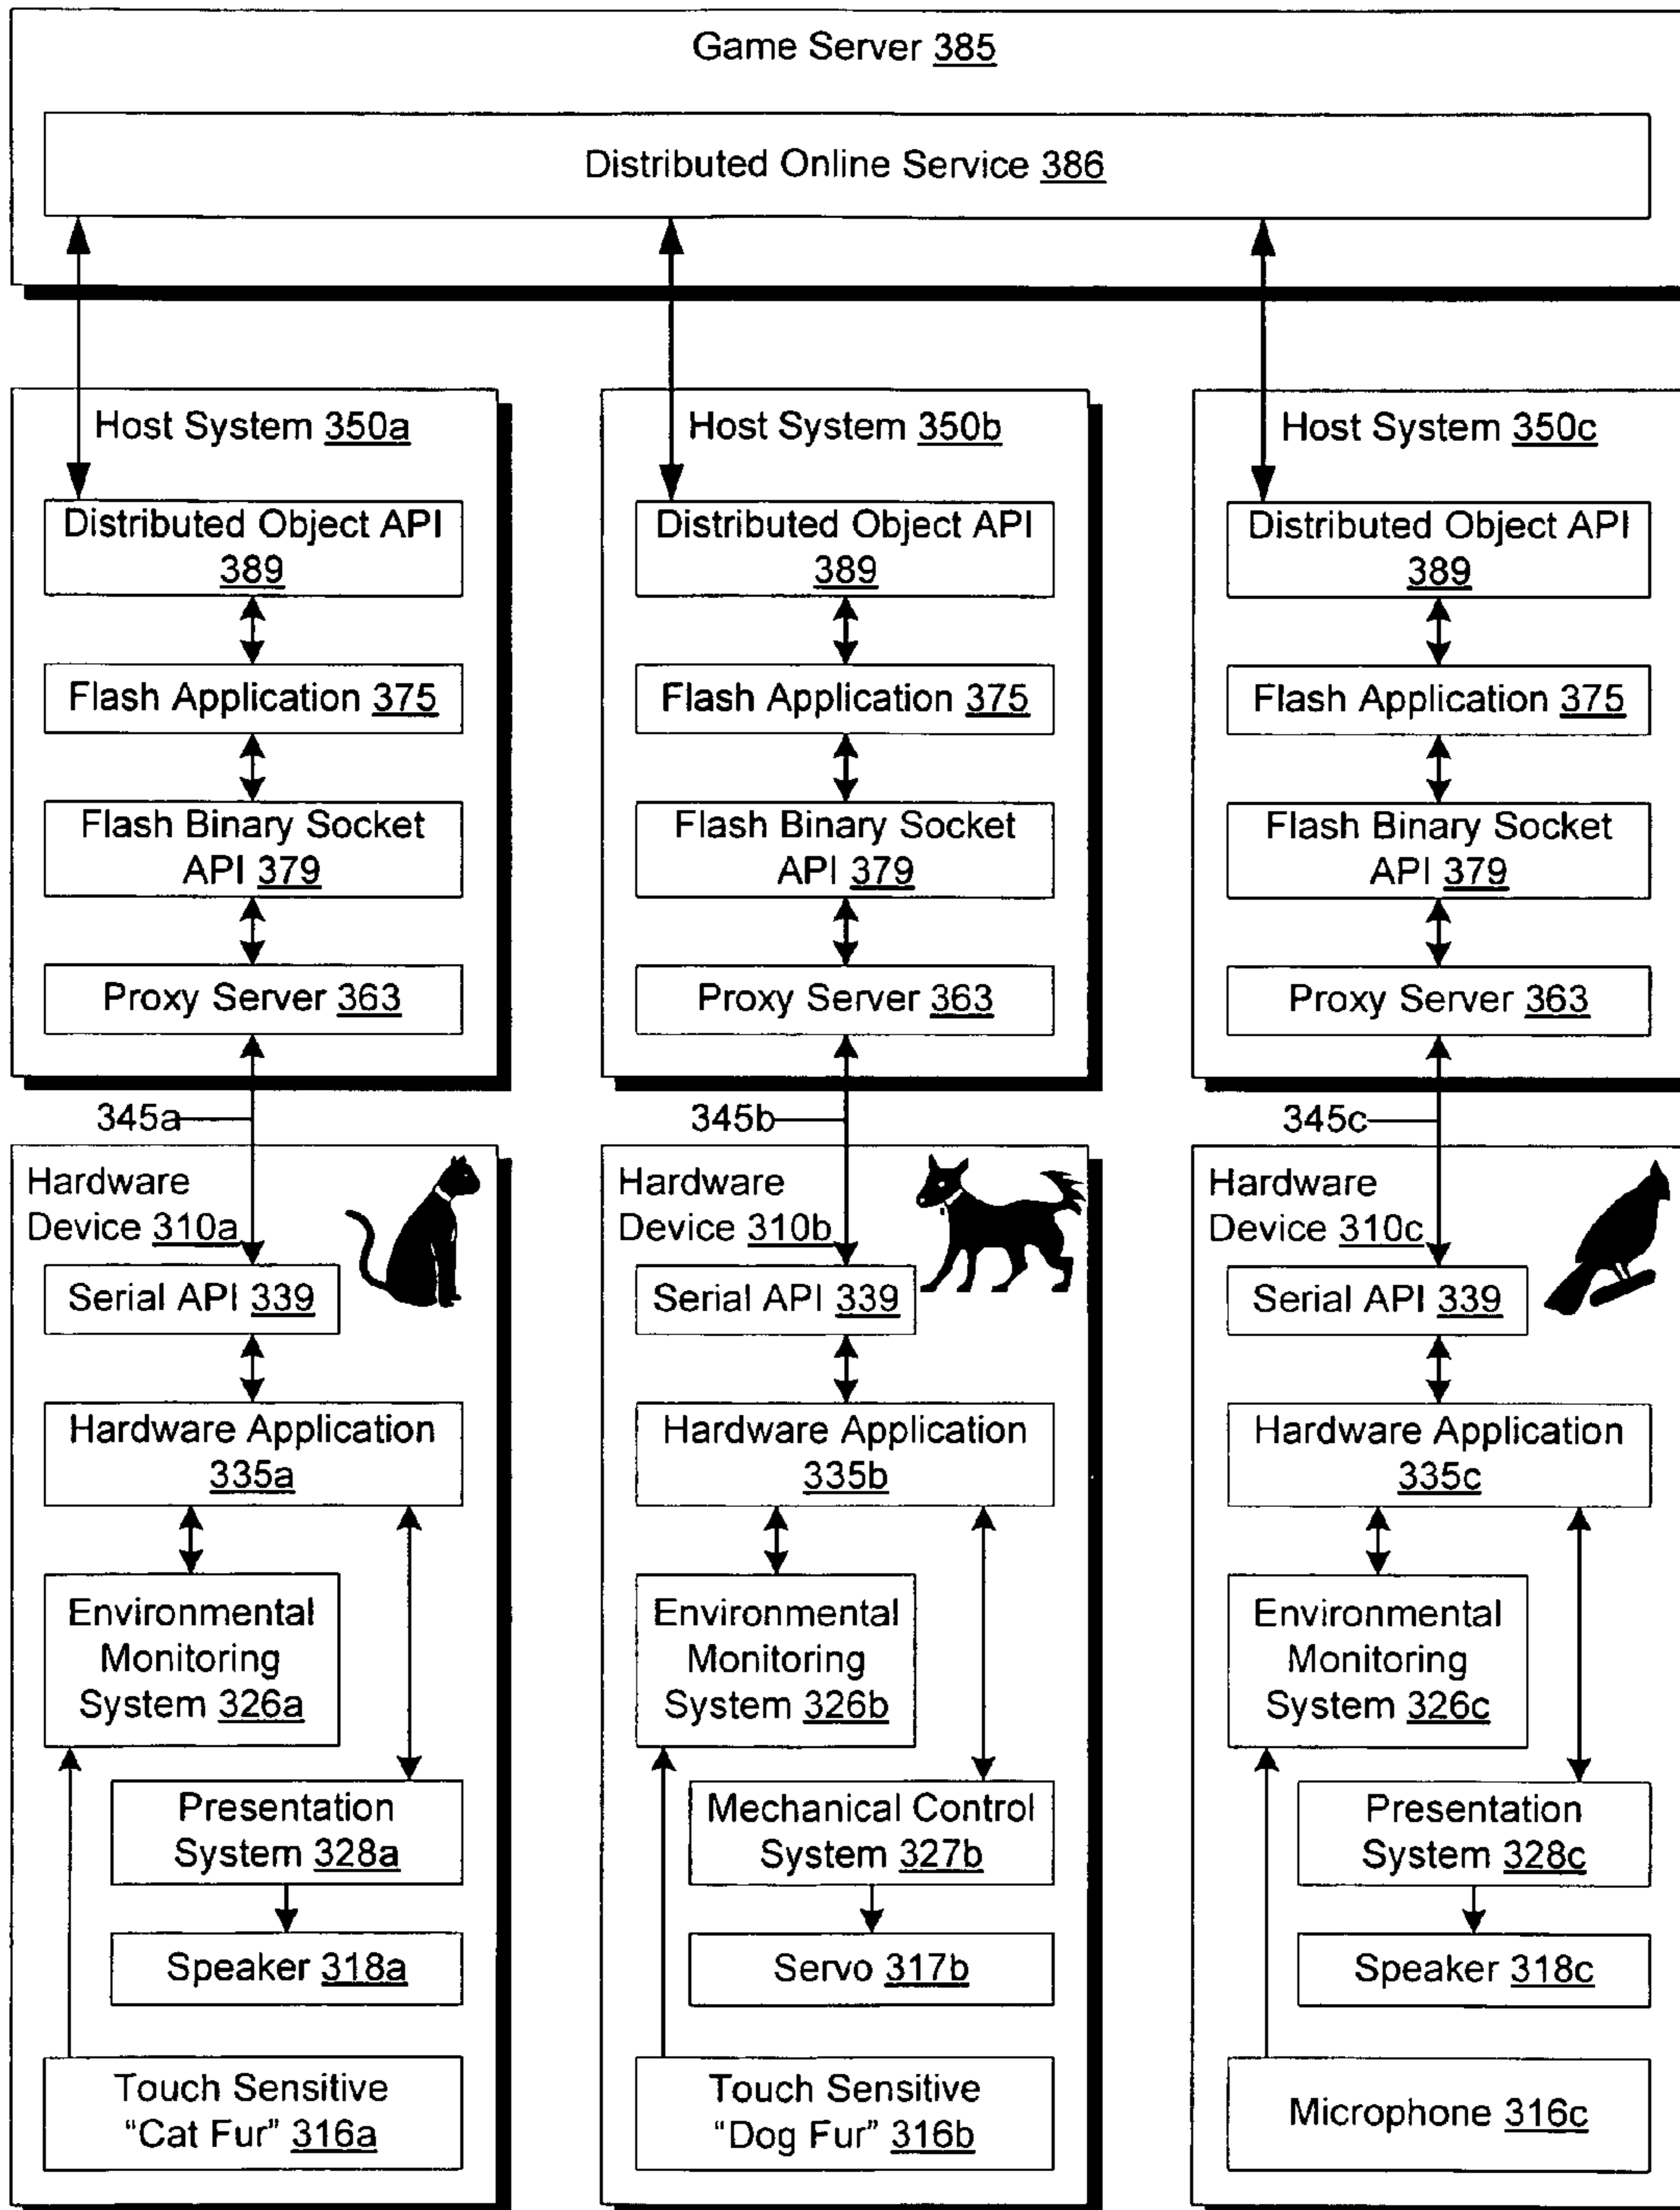 Game Server 385
Distributed Online Service 386
Host System 350a
Distributed Object API
389
Flash Application 375
Flash Binary Socket
API 379
Proxy Server 363
345a
Hardware
Device 310a
Serial API 339
Hardware Application
335a
Environmental
Monitoring
System 326a
Presentation
System 328a
Speaker 318a
Touch Sensitive
“Cat Fur” 316a
Host System 350b
Distributed Object API
389
Flash Application 375
Flash Binary Socket
API 379
Proxy Server 363
345b
Hardware
Device 310b
Serial API 339
Hardware Application
335b
Environmental
Monitoring
System 326b
Mechanical Control
System 327b
Servo 317b
Touch Sensitive
“Dog Fur” 316b
Host System 350c
Distributed Object API
389
Flash Application 375
Flash Binary Socket
API 379
Proxy Server 363
345c
Hardware
Device 310c
Serial API 339
Hardware Application
335c
Environmental
Monitoring
System 326c
Presentation
System 328c
Speaker 318c
Microphone 316c